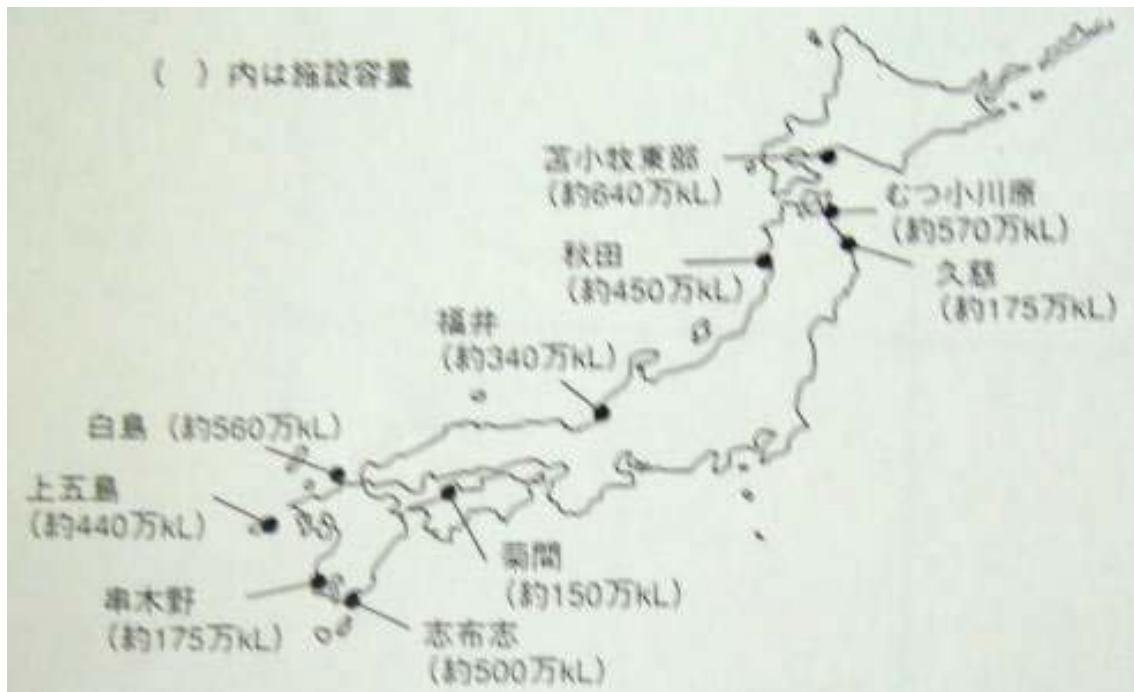 ( ) 内は施設容量
苫小牧東部
(約640万kL)
むつ小川原
(約570万kL)
秋田
(約450万kL)
久慈
(約175万kL)
福井
(約340万kL)
白島 (約560万kL)
上五島
(約440万kL)
菊間
(約150万kL)
串木野
(約175万kL)
志布志
(約500万kL)